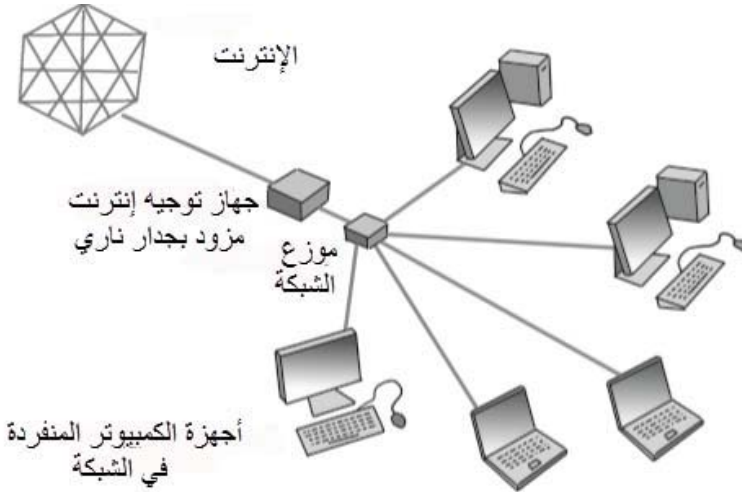 الإنترنت
جهاز توجيه إنترنت
مزود بجدار ناري
موزع
الشبكة
أجهزة الكمبيوتر المنفردة
في الشبكة